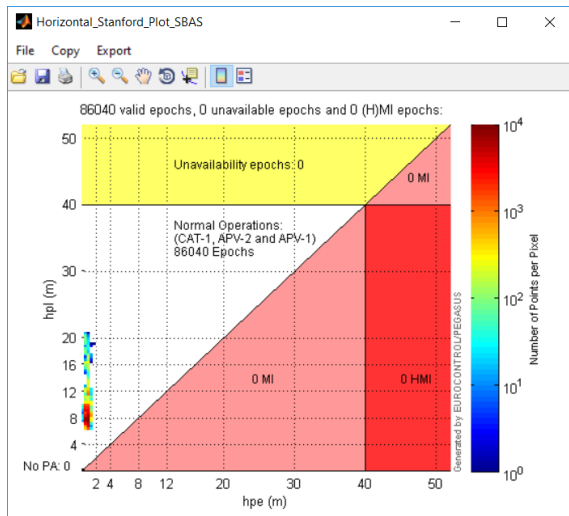 Horizontal_Stanford_Plot_SBAS
File Copy Export
86040 valid epochs, 0 unavailable epochs and 0 (H)MI epochs:
50
40
30
20
16
12
8
4
hpl (m)
Unavailability epochs: 0
0 MI
Normal Operations:
(CAT-1, APV-2 and APV-1)
86040 Epochs
0 MI
0 HMI
No PA: 0
2 4 8 12 20 30 40 50
hpe (m)
Generated by EUROCONTROL/PEGASUS
10^4
10^3
10^2
10^1
10^0
Number of Points per Pixel